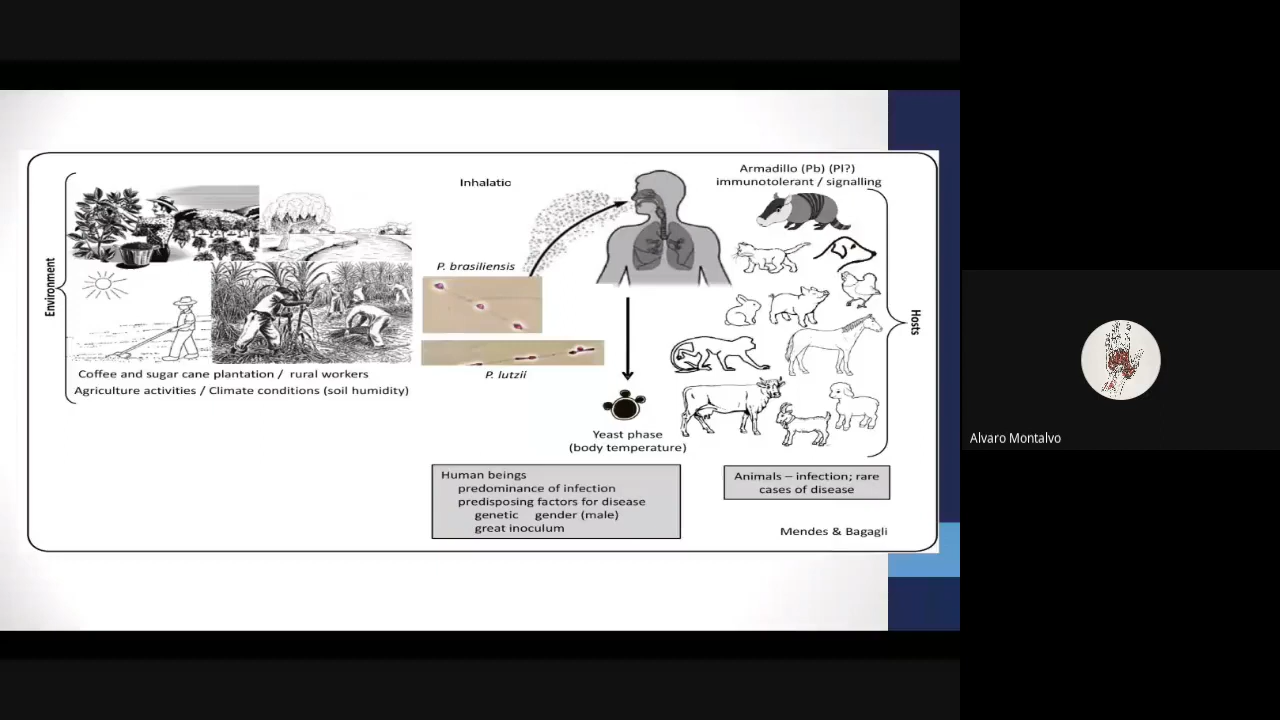 Environment
Coffee and sugar cane plantation / rural workers
Agriculture activities / Climate conditions (soil humidity)
Inhalatic
P. brasiliensis
P. lutzii
Yeast phase
(body temperature)
Human beings
predominance of infection
predisposing factors for disease
genetic gender (male)
great inoculum
Armadillo (Pb) (Pl?)
immunotolerant / signalling
Hosts
Animals – infection; rare
cases of disease
Mendes & Bagagli
Alvaro Montalvo